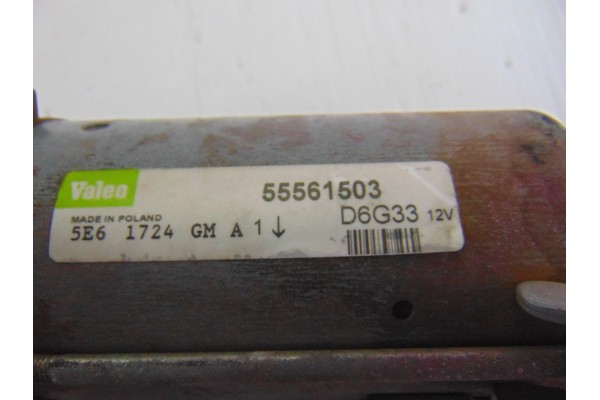 Valeo 55561503
MADE IN POLAND D6G33 12V
5E6 1724 GM A 1 ↓